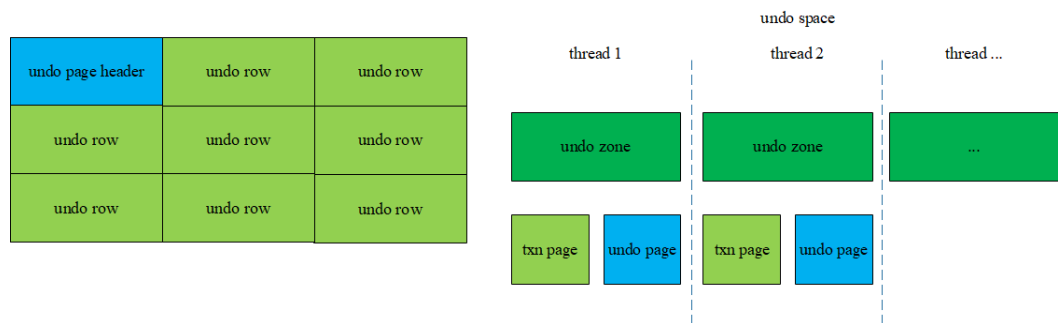 undo page header
undo row
undo row
undo row
undo row
undo row
undo row
undo row
undo row
undo space
thread 1
thread 2
thread ...
undo zone
undo zone
...
txn page
undo page
txn page
undo page